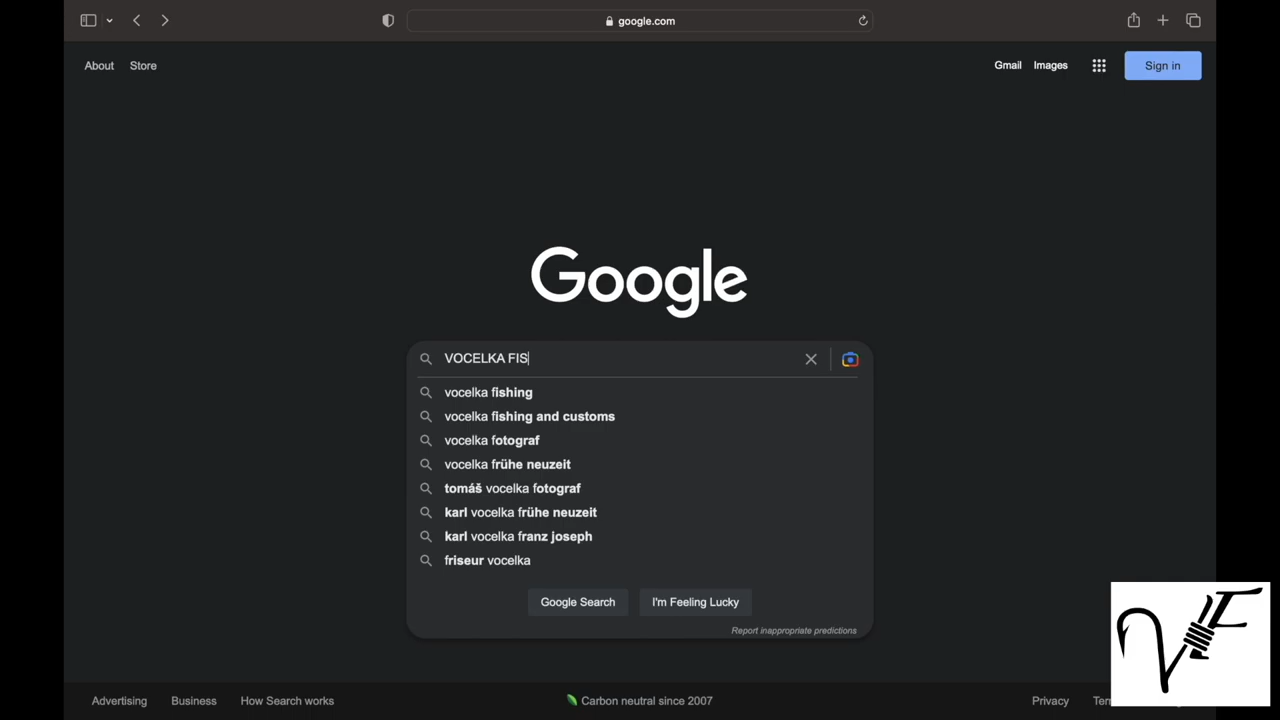 google.com
About Store Gmail Images Sign in
Google
VOCELKA FIS
vocelka fishing
vocelka fishing and customs
vocelka fotograf
vocelka frühe neuzeit
tomáš vocelka fotograf
karl vocelka frühe neuzeit
karl vocelka franz joseph
friseur vocelka
Google Search I'm Feeling Lucky
Report inappropriate predictions
VF
Advertising Business How Search works Carbon neutral since 2007 Privacy